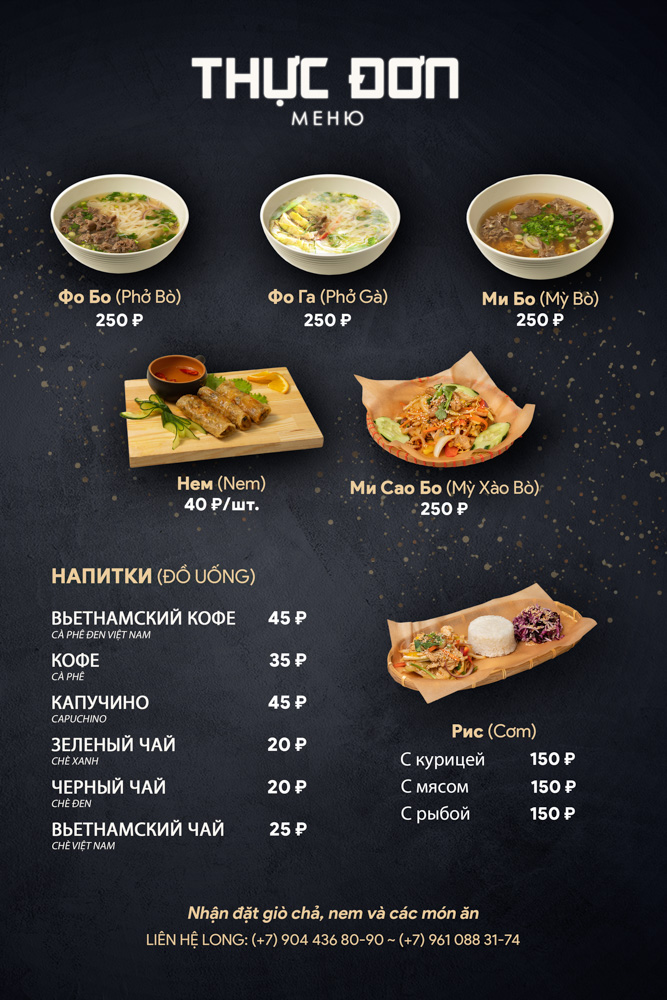 THỰC ĐƠN
МЕНЮ
Фо Бо (Phở Bò)
250 ₽
Фо Га (Phở Gà)
250 ₽
Ми Бо (Mỳ Bò)
250 ₽
Нем (Nem)
40 ₽/шт.
Ми Сао Бо (Mỳ Xào Bò)
250 ₽
НАПИТКИ (ĐỒ UỐNG)
ВЬЕТНАМСКИЙ КОФЕ 45 ₽
CÀ PHÊ ĐEN VIỆT NAM
КОФЕ 35 ₽
CÀ PHÊ
КАПУЧИНО 45 ₽
CAPUCHINO
ЗЕЛЕНЫЙ ЧАЙ 20 ₽
CHÈ XANH
ЧЕРНЫЙ ЧАЙ 20 ₽
CHÈ ĐEN
ВЬЕТНАМСКИЙ ЧАЙ 25 ₽
CHÈ VIỆT NAM
Рис (Cơm)
С курицей 150 ₽
С мясом 150 ₽
С рыбой 150 ₽
Nhận đặt giò chả, nem và các món ăn
LIÊN HỆ LONG: (+7) 904 436 80-90 ~ (+7) 961 088 31-74